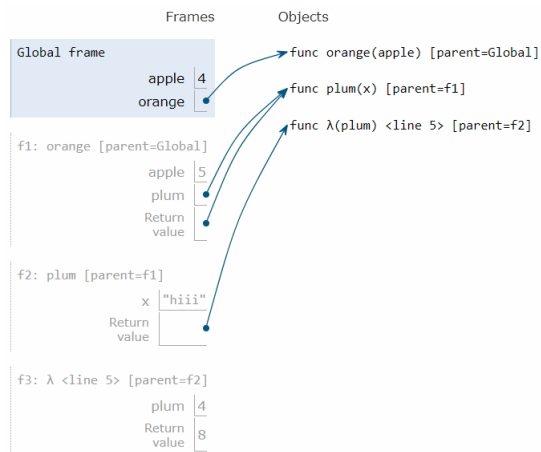 Frames Objects
Global frame
apple 4
orange
func orange(apple) [parent=Global]
func plum(x) [parent=f1]
func λ(plum) <line 5> [parent=f2]
f1: orange [parent=Global]
apple 5
plum
Return
value
f2: plum [parent=f1]
x "hiii"
Return
value
f3: λ <line 5> [parent=f2]
plum 4
Return
value 8